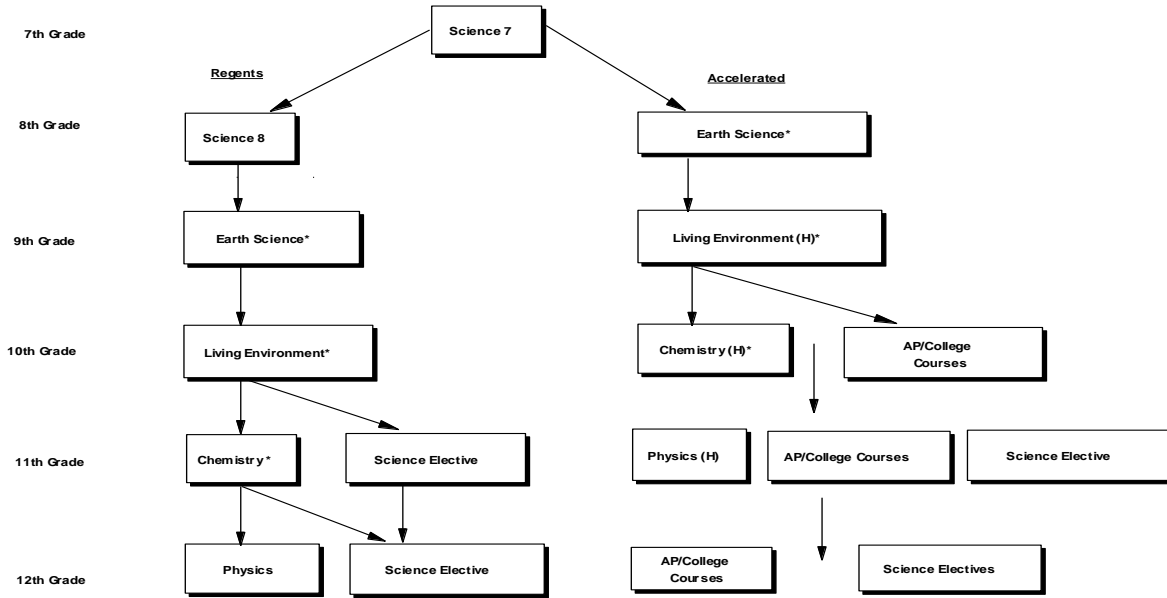 7th Grade
Science 7
Regents
Accelerated
8th Grade
Science 8
Earth Science*
9th Grade
Earth Science*
Living Environment (H)*
10th Grade
Living Environment*
Chemistry (H)*
AP/College
Courses
11th Grade
Chemistry *
Science Elective
Physics (H)
AP/College Courses
Science Elective
12th Grade
Physics
Science Elective
AP/College
Courses
Science Electives